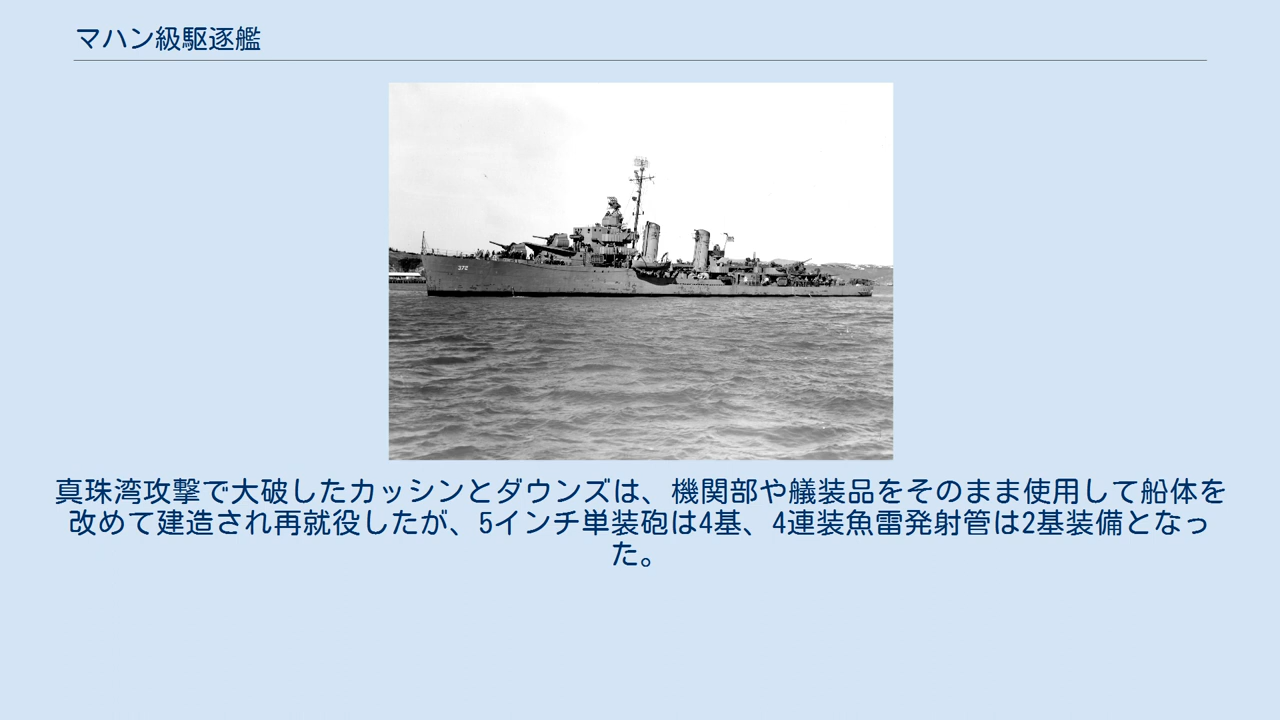 マハン級駆逐艦
372
真珠湾攻撃で大破したカッシンとダウンズは、機関部や艤装品をそのまま使用して船体を
改めて建造され再就役したが、5インチ単装砲は4基、4連装魚雷発射管は2基装備となっ
た。